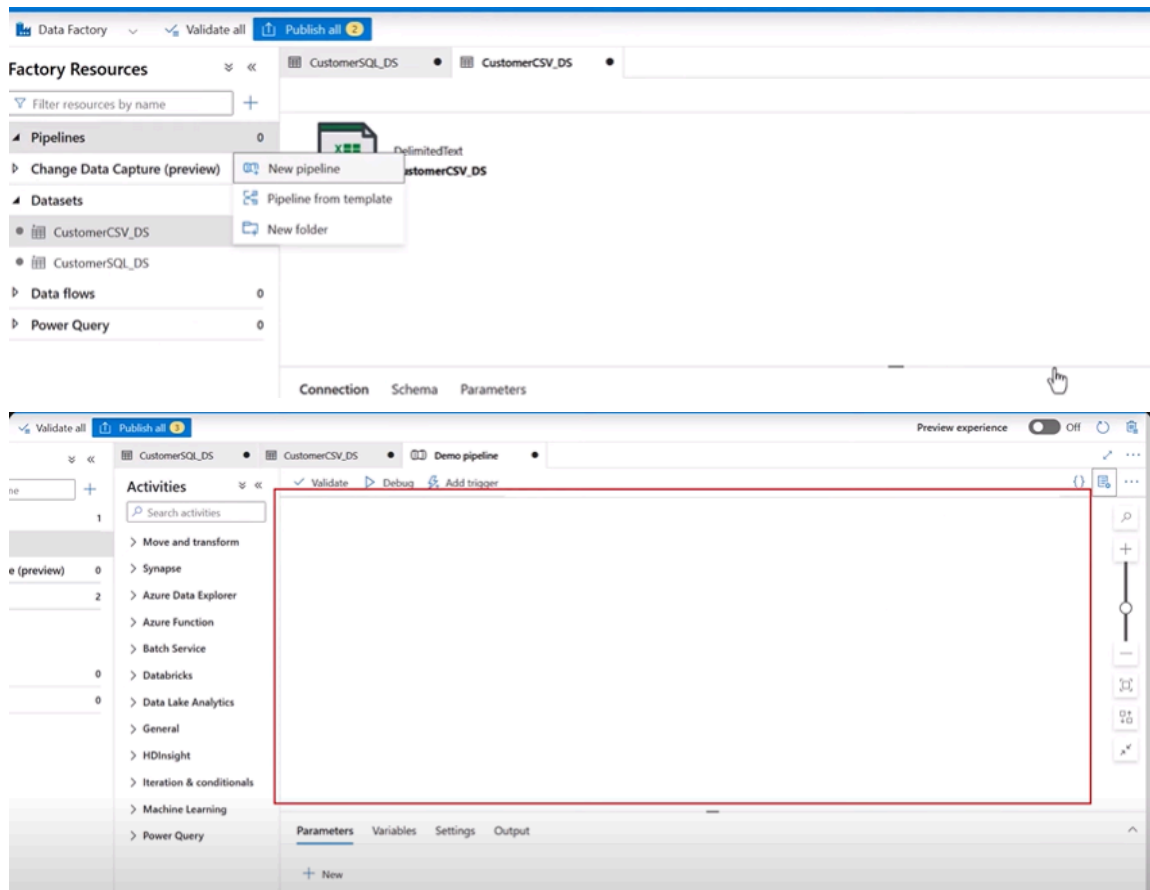 Data Factory Validate all Publish all 2
Factory Resources
CustomerSQL_DS CustomerCSV_DS
Filter resources by name
Pipelines 0
Change Data Capture (preview)
Datasets
CustomerCSV_DS
CustomerSQL_DS
Data flows 0
Power Query 0
New pipeline
Pipeline from template
New folder
DelimitedText
ustomerCSV_DS
Connection Schema Parameters
Validate all Publish all 3 Preview experience Off
CustomerSQL_DS CustomerCSV_DS Demo pipeline
Validate Debug Add trigger {}
me
1
e (preview) 0
2
0
0
Activities
Search activities
Move and transform
Synapse
Azure Data Explorer
Azure Function
Batch Service
Databricks
Data Lake Analytics
General
HDInsight
Iteration & conditionals
Machine Learning
Power Query
Parameters Variables Settings Output
New